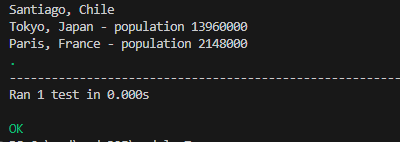 Santiago, Chile
Tokyo, Japan - population 13960000
Paris, France - population 2148000
.
----------------------------------------------------------------------
Ran 1 test in 0.000s
OK